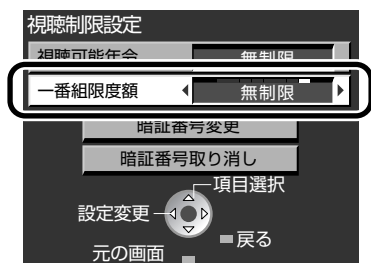 視聴制限設定
視聴可能年令 無制限
一番組限度額 無制限
暗証番号変更
暗証番号取り消し
項目選択
設定変更
戻る
元の画面